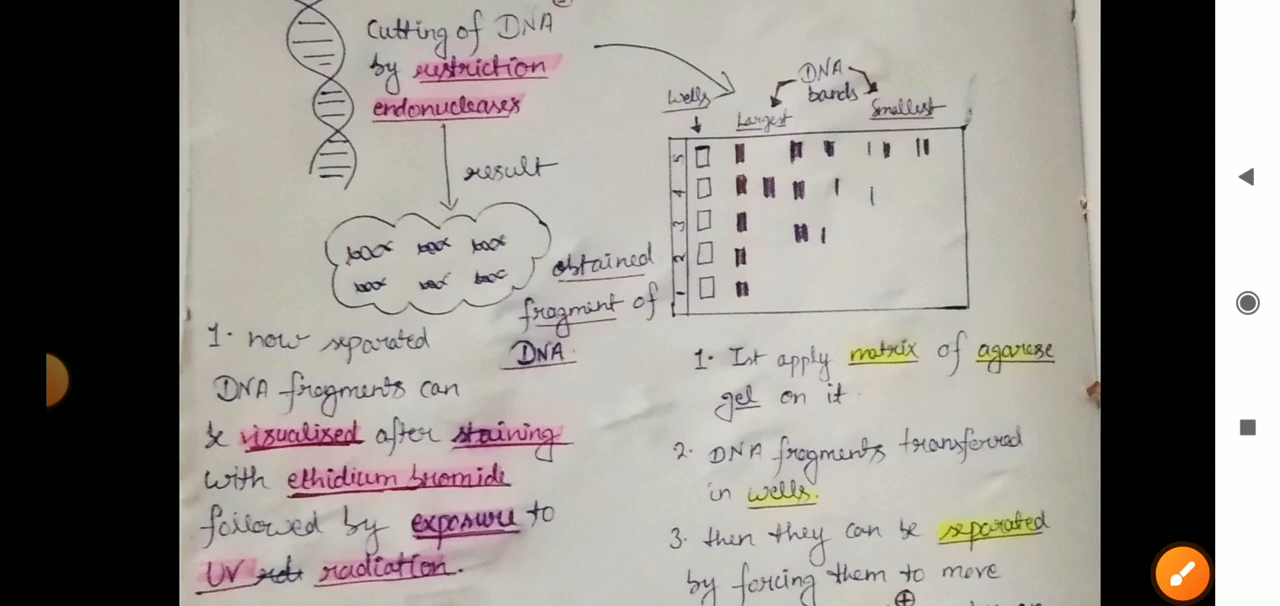 Cutting of DNA
by restriction
endonucleases
result
obtained
fragment of
DNA.
DNA
bands
Wells
Largest
Smallest
5
4
3
2
1
1. now separated
DNA fragments can
be visualised after staining
with ethidium bromide
followed by exposure to
UV radiation.
1. Ist apply matrix of agarose
gel on it.
2. DNA fragments transferred
in wells.
3. then they can be separated
by forcing them to move